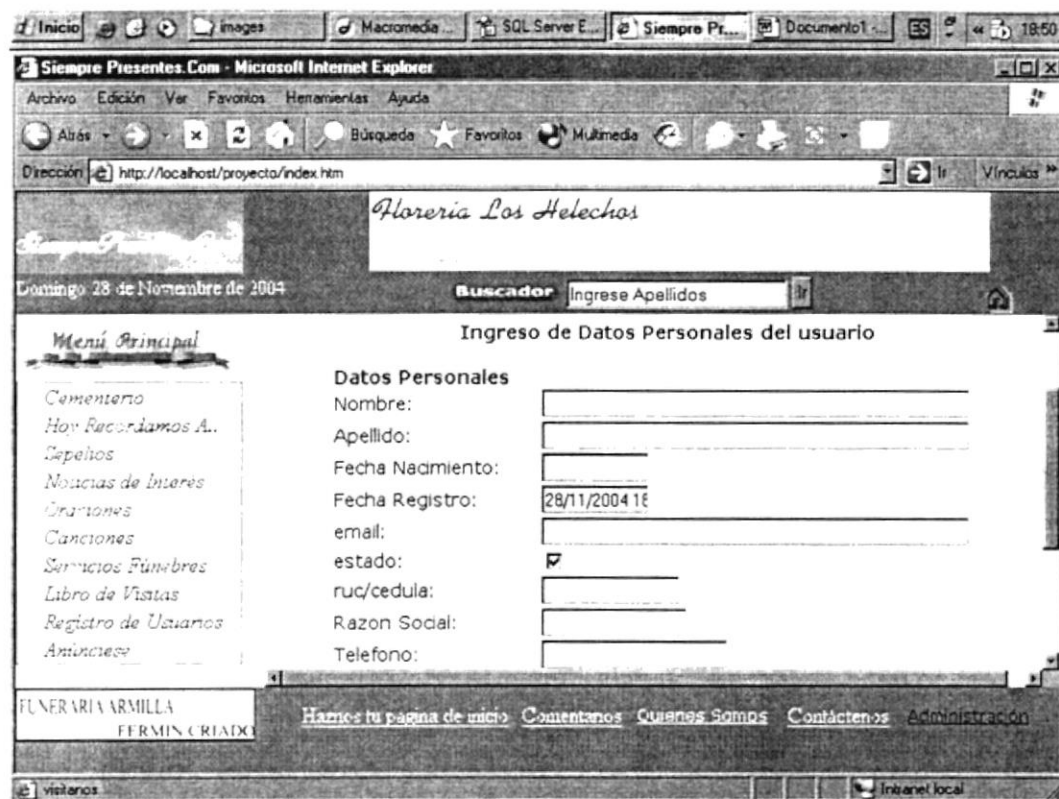 Inicio images Macromedia ... SQL Server E... Siempre Pr... Documento1 -... ES « 18:50
Siempre Presentes.Com - Microsoft Internet Explorer
Archivo Edición Ver Favoritos Herramientas Ayuda
Atrás Búsqueda Favoritos Multimedia
Dirección http://localhost/proyecto/index.htm Ir Vínculos »
Floreria Los Helechos
Domingo 28 de Noviembre de 2004
Buscador Ingrese Apellidos Ir
Menú Principal
Cementerio
Hoy Recordamos A..
Sepelios
Noticias de Interés
Oraciones
Canciones
Servicios Fúnebres
Libro de Visitas
Registro de Usuarios
Anúnciese
Ingreso de Datos Personales del usuario
Datos Personales
Nombre:
Apellido:
Fecha Nacimiento:
Fecha Registro: 28/11/2004 18
email:
estado:
ruc/cedula:
Razon Social:
Telefono:
FUNERARIA ARMILLA
FERMIN CRIADO
Haznos tu pagina de inicio Comentanos Quienes Somos Contáctenos Administración
visitanos Intranet local